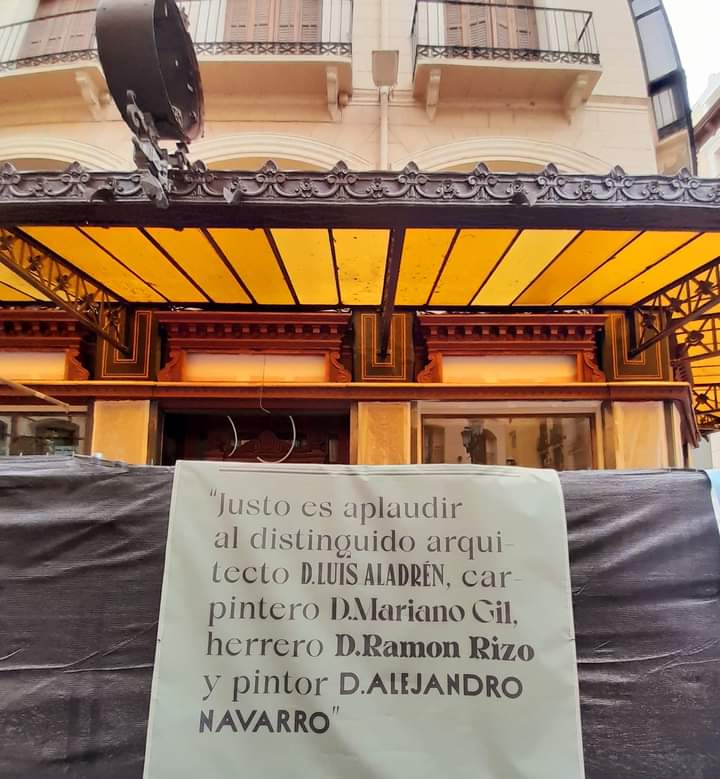 "Justo es aplaudir
al distinguido arqui-
tecto D.LUIS ALADRÉN, car-
pintero D.Mariano Gil,
herrero D.Ramon Rizo
y pintor D.ALEJANDRO
NAVARRO"